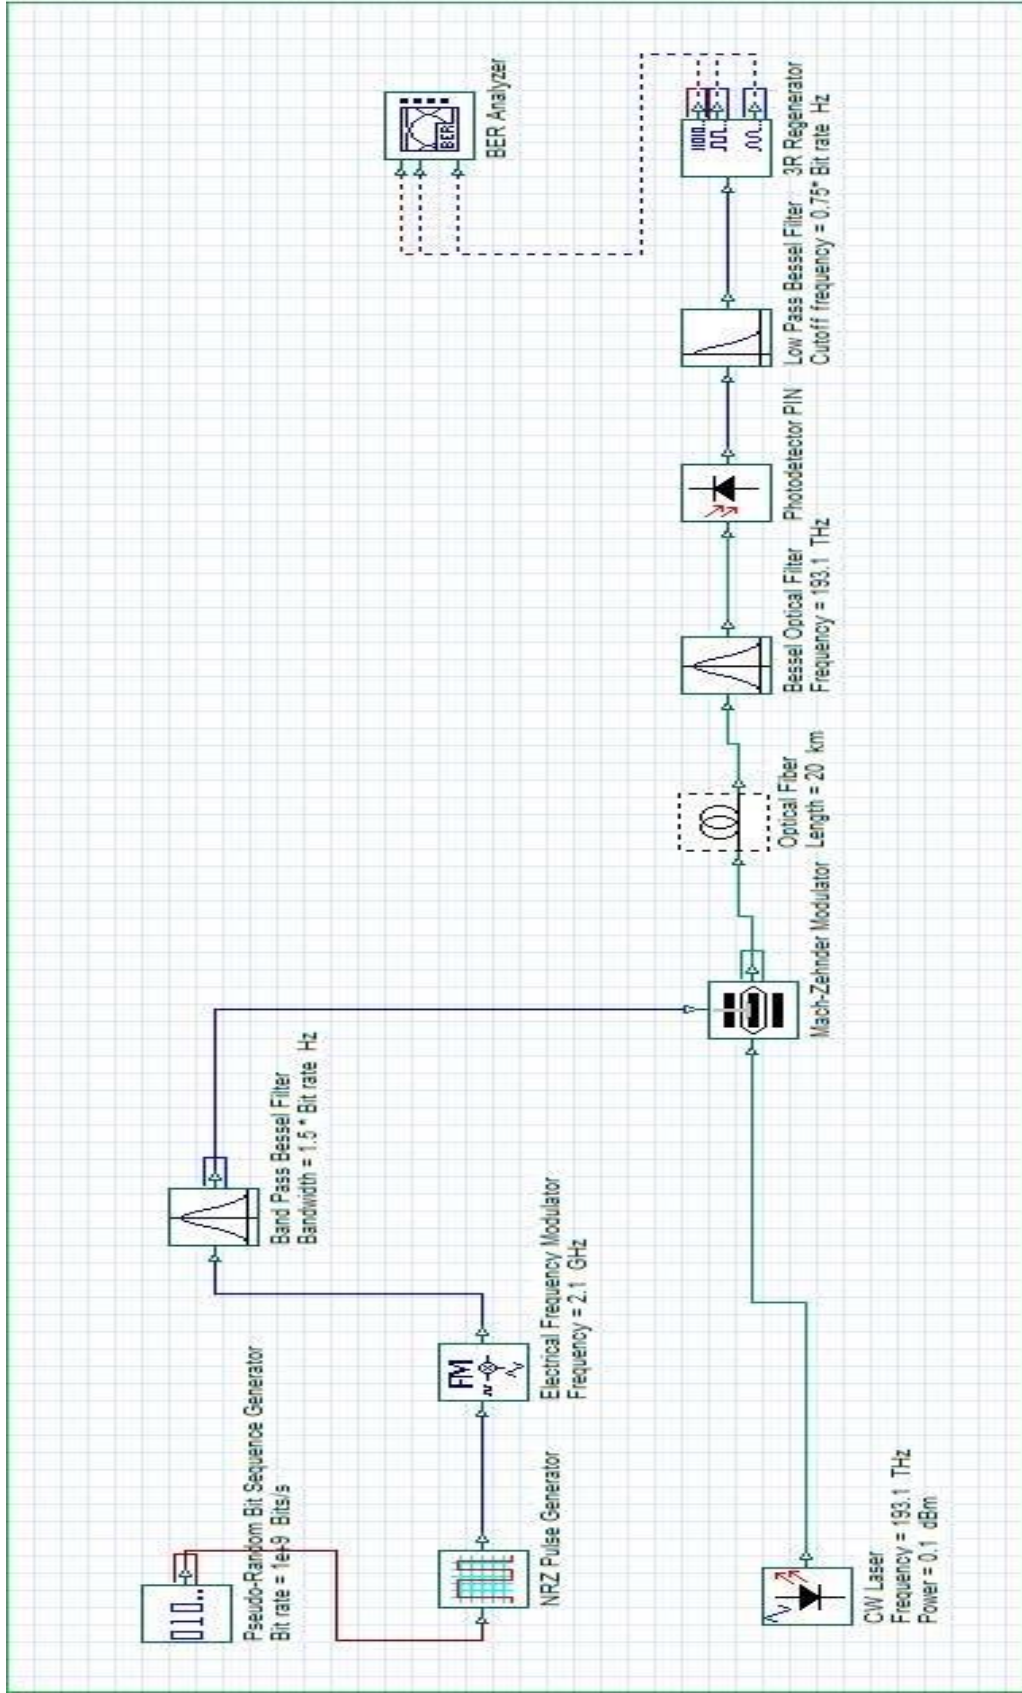 Pseudo-Random Bit Sequence Generator
Bit rate = 1e+9 Bits/s
010..
NRZ Pulse Generator
FM
Electrical Frequency Modulator
Frequency = 2.1 GHz
Band Pass Bessel Filter
Bandwidth = 1.5 * Bit rate Hz
CW Laser
Frequency = 193.1 THz
Power = 0.1 dBm
Mach-Zehnder Modulator
Optical Fiber
Length = 20 km
Bessel Optical Filter
Frequency = 193.1 THz
Photodetector PIN
Low Pass Bessel Filter
Cutoff frequency = 0.75* Bit rate Hz
3R Regenerator
BER
BER Analyzer